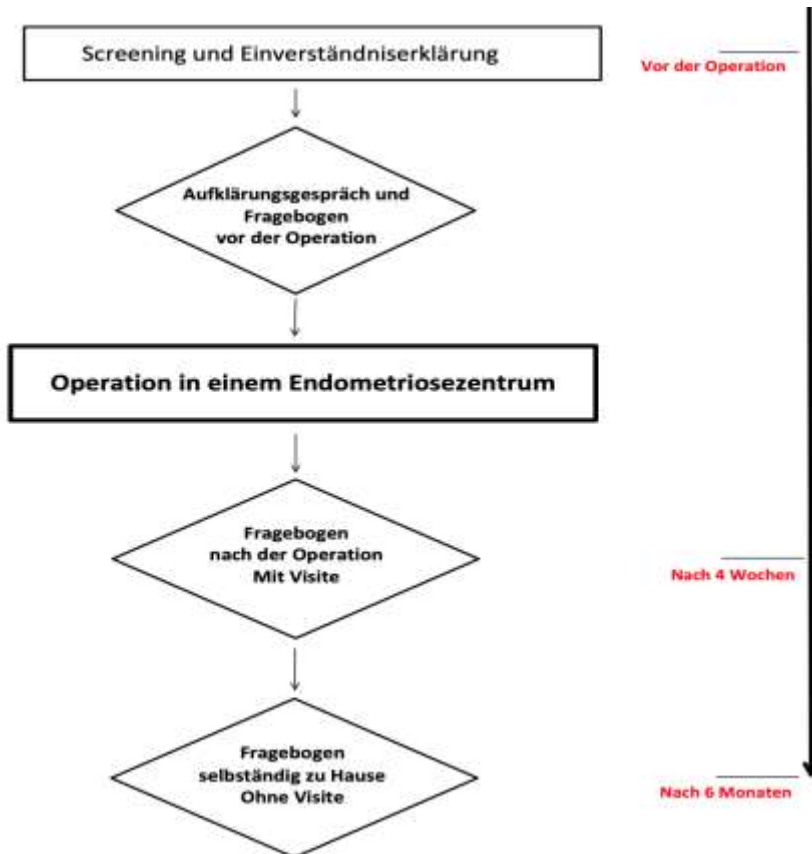 Screening und Einverständniserklärung
Vor der Operation
Aufklärungsgespräch und
Fragebogen
vor der Operation
Operation in einem Endometriosezentrum
Fragebogen
nach der Operation
Mit Visite
Nach 4 Wochen
Fragebogen
selbständig zu Hause
Ohne Visite
Nach 6 Monaten